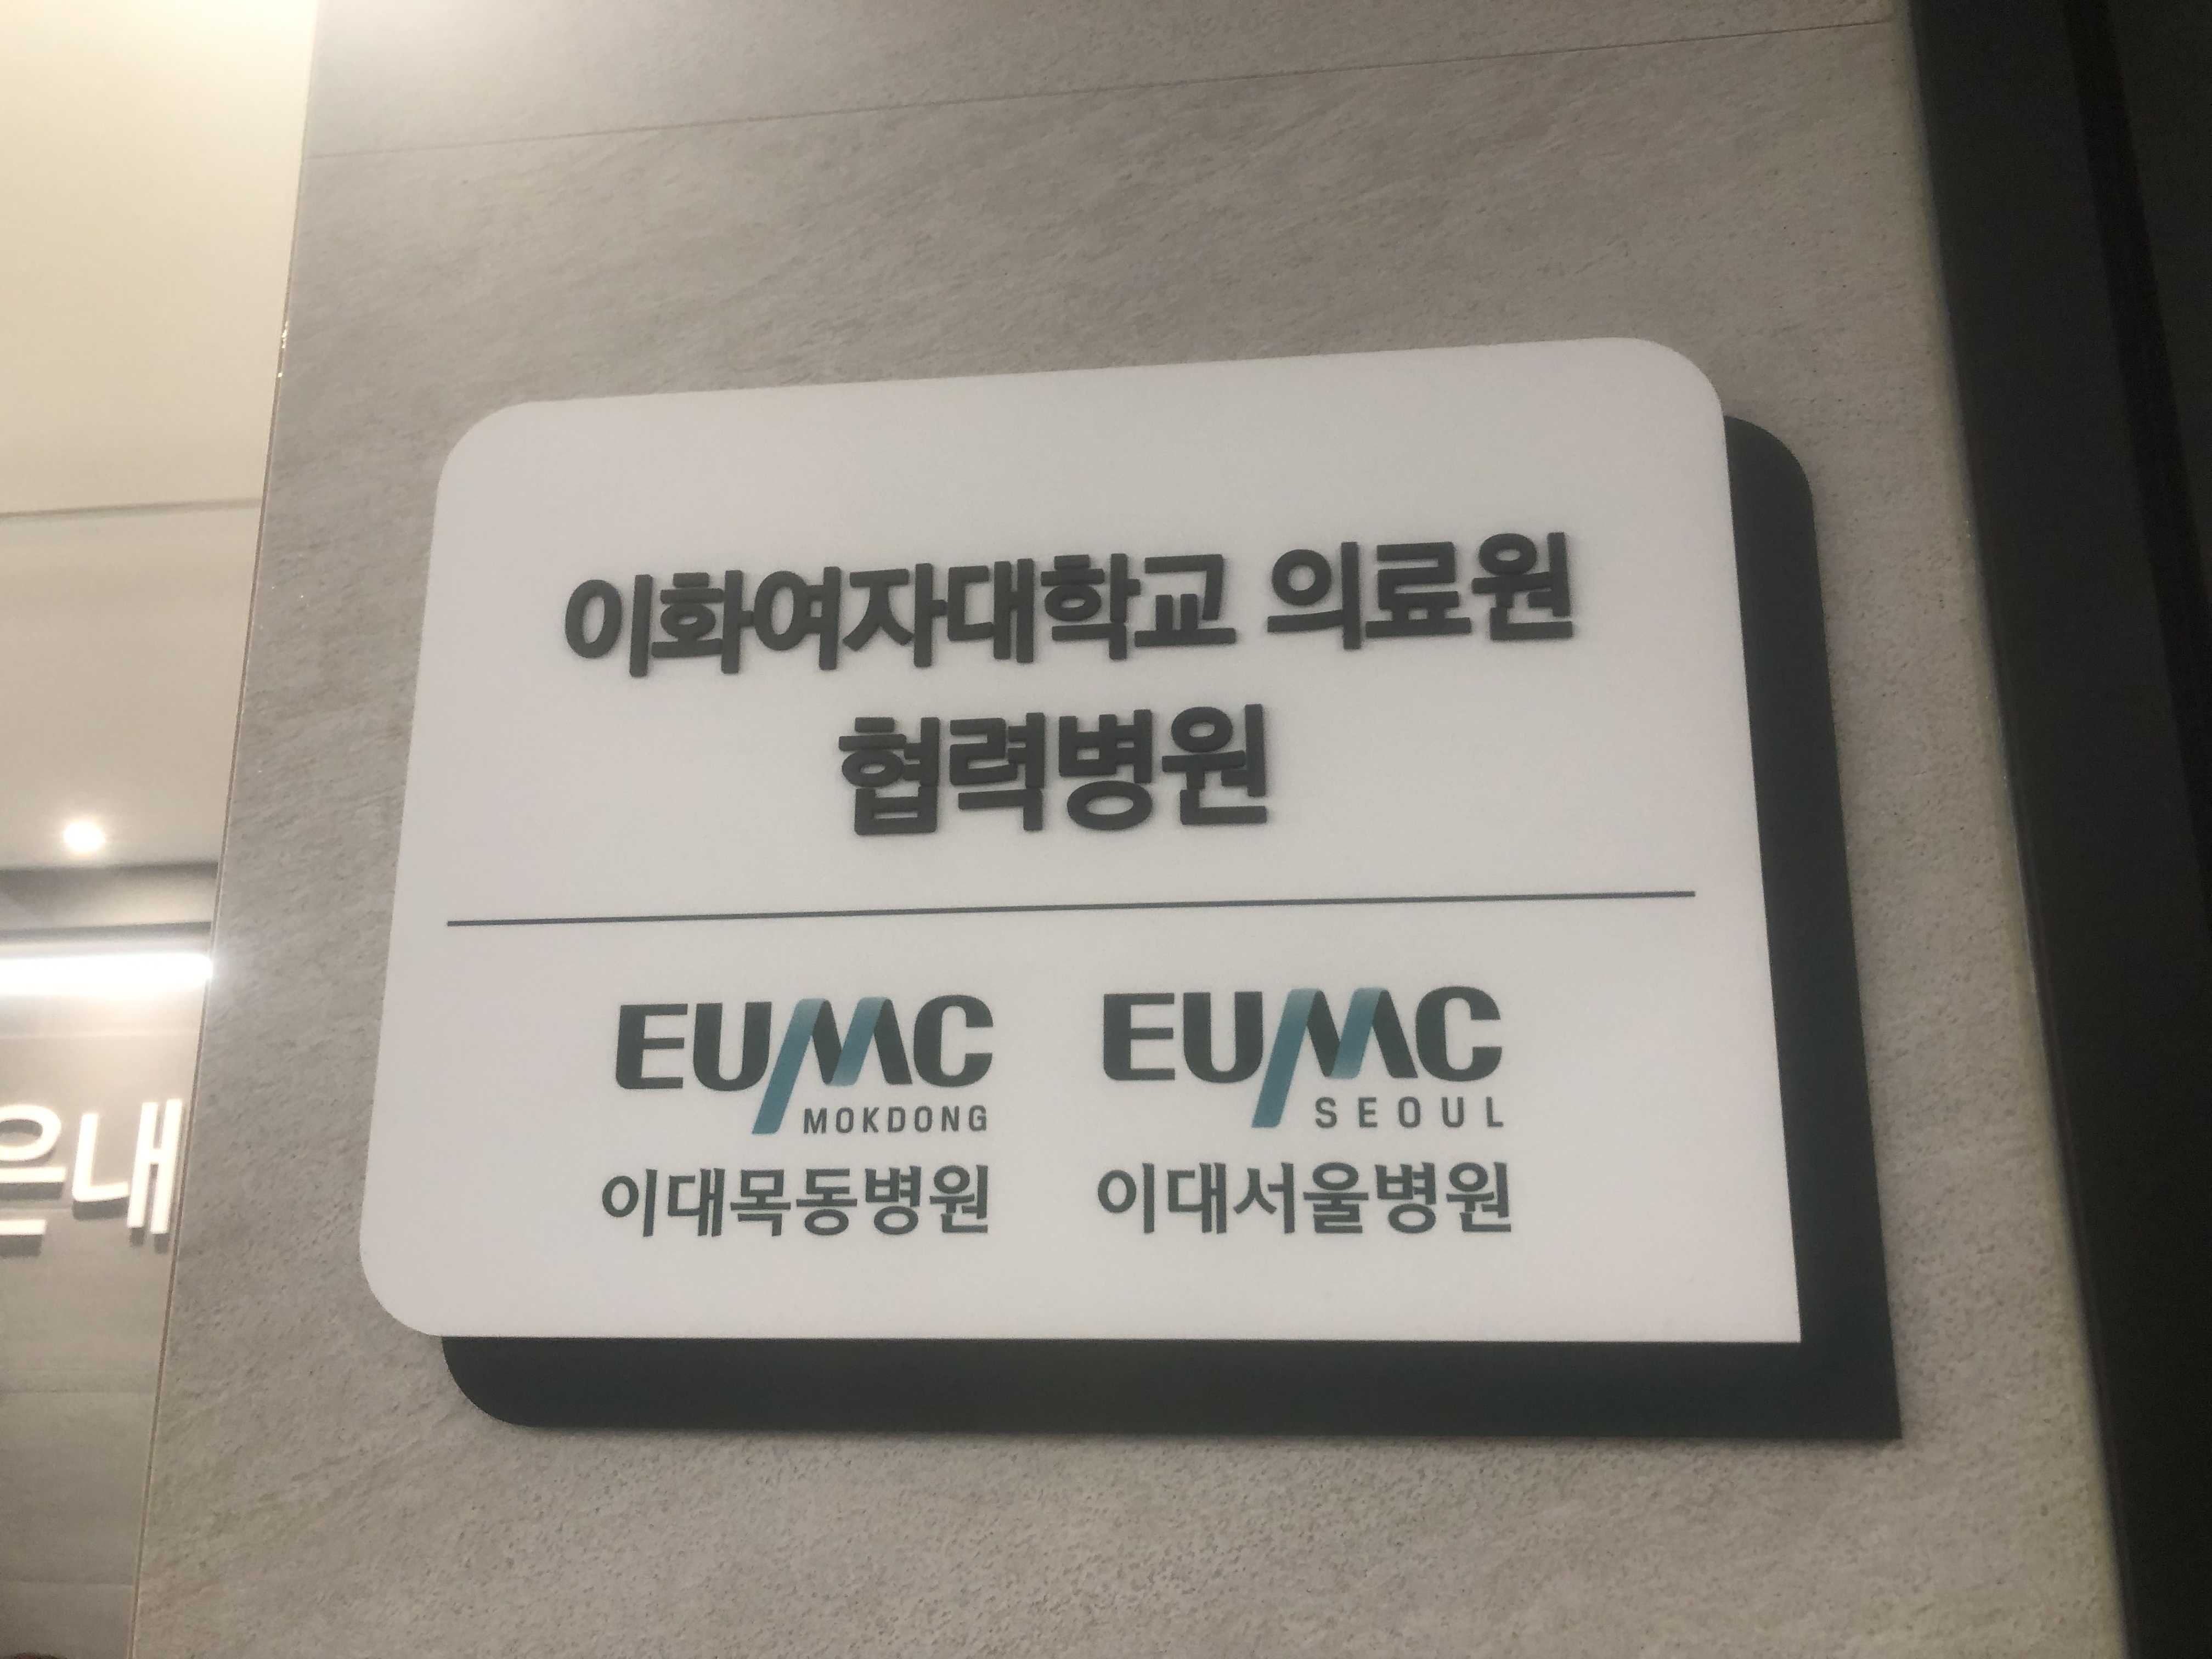 이화여자대학교 의료원
협력병원
EUMC EUMC
MOKDONG SEOUL
이대목동병원 이대서울병원